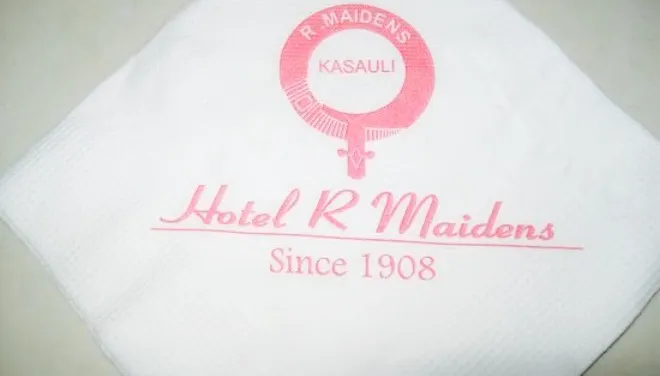 R MAIDENS
KASAULI
Hotel R Maidens
Since 1908